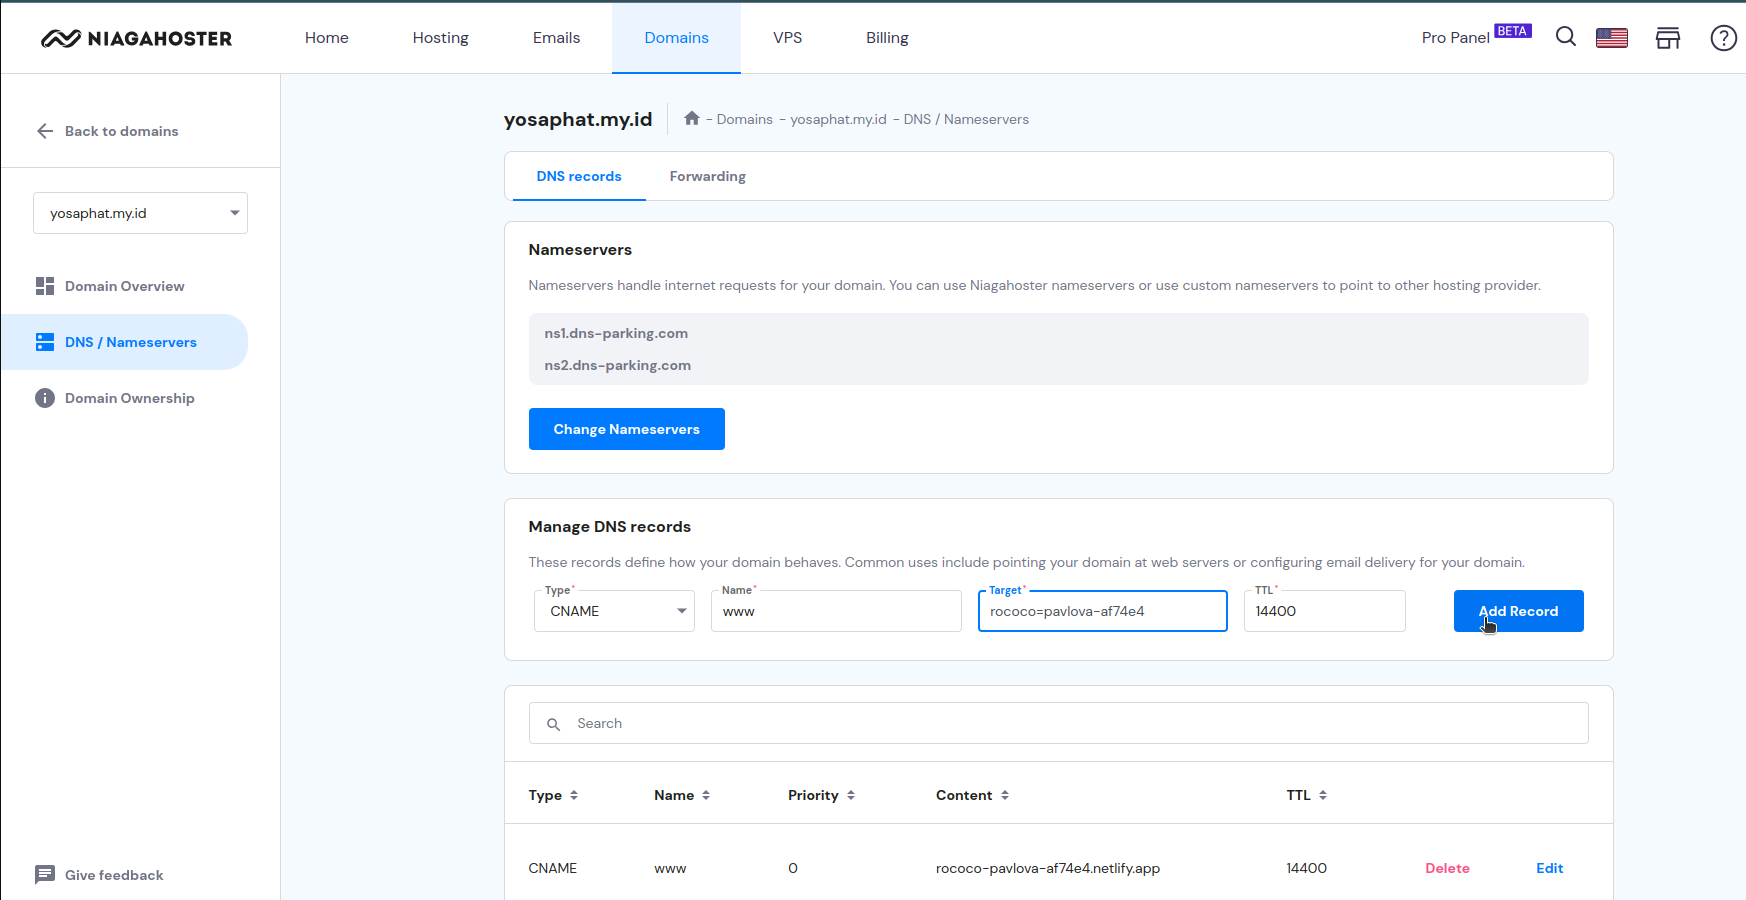 NIAGAHOSTER
Home
Hosting
Emails
Domains
VPS
Billing
Pro Panel BETA
Back to domains
yosaphat.my.id
Domain Overview
DNS / Nameservers
Domain Ownership
Give feedback
yosaphat.my.id
- Domains - yosaphat.my.id - DNS / Nameservers
DNS records
Forwarding
Nameservers
Nameservers handle internet requests for your domain. You can use Niagahoster nameservers or use custom nameservers to point to other hosting provider.
ns1.dns-parking.com
ns2.dns-parking.com
Change Nameservers
Manage DNS records
These records define how your domain behaves. Common uses include pointing your domain at web servers or configuring email delivery for your domain.
Type*
CNAME
Name*
www
Target*
rococo=pavlova-af74e4
TTL*
14400
Add Record
Search
Type Name Priority Content TTL
CNAME www 0 rococo-pavlova-af74e4.netlify.app 14400 Delete Edit